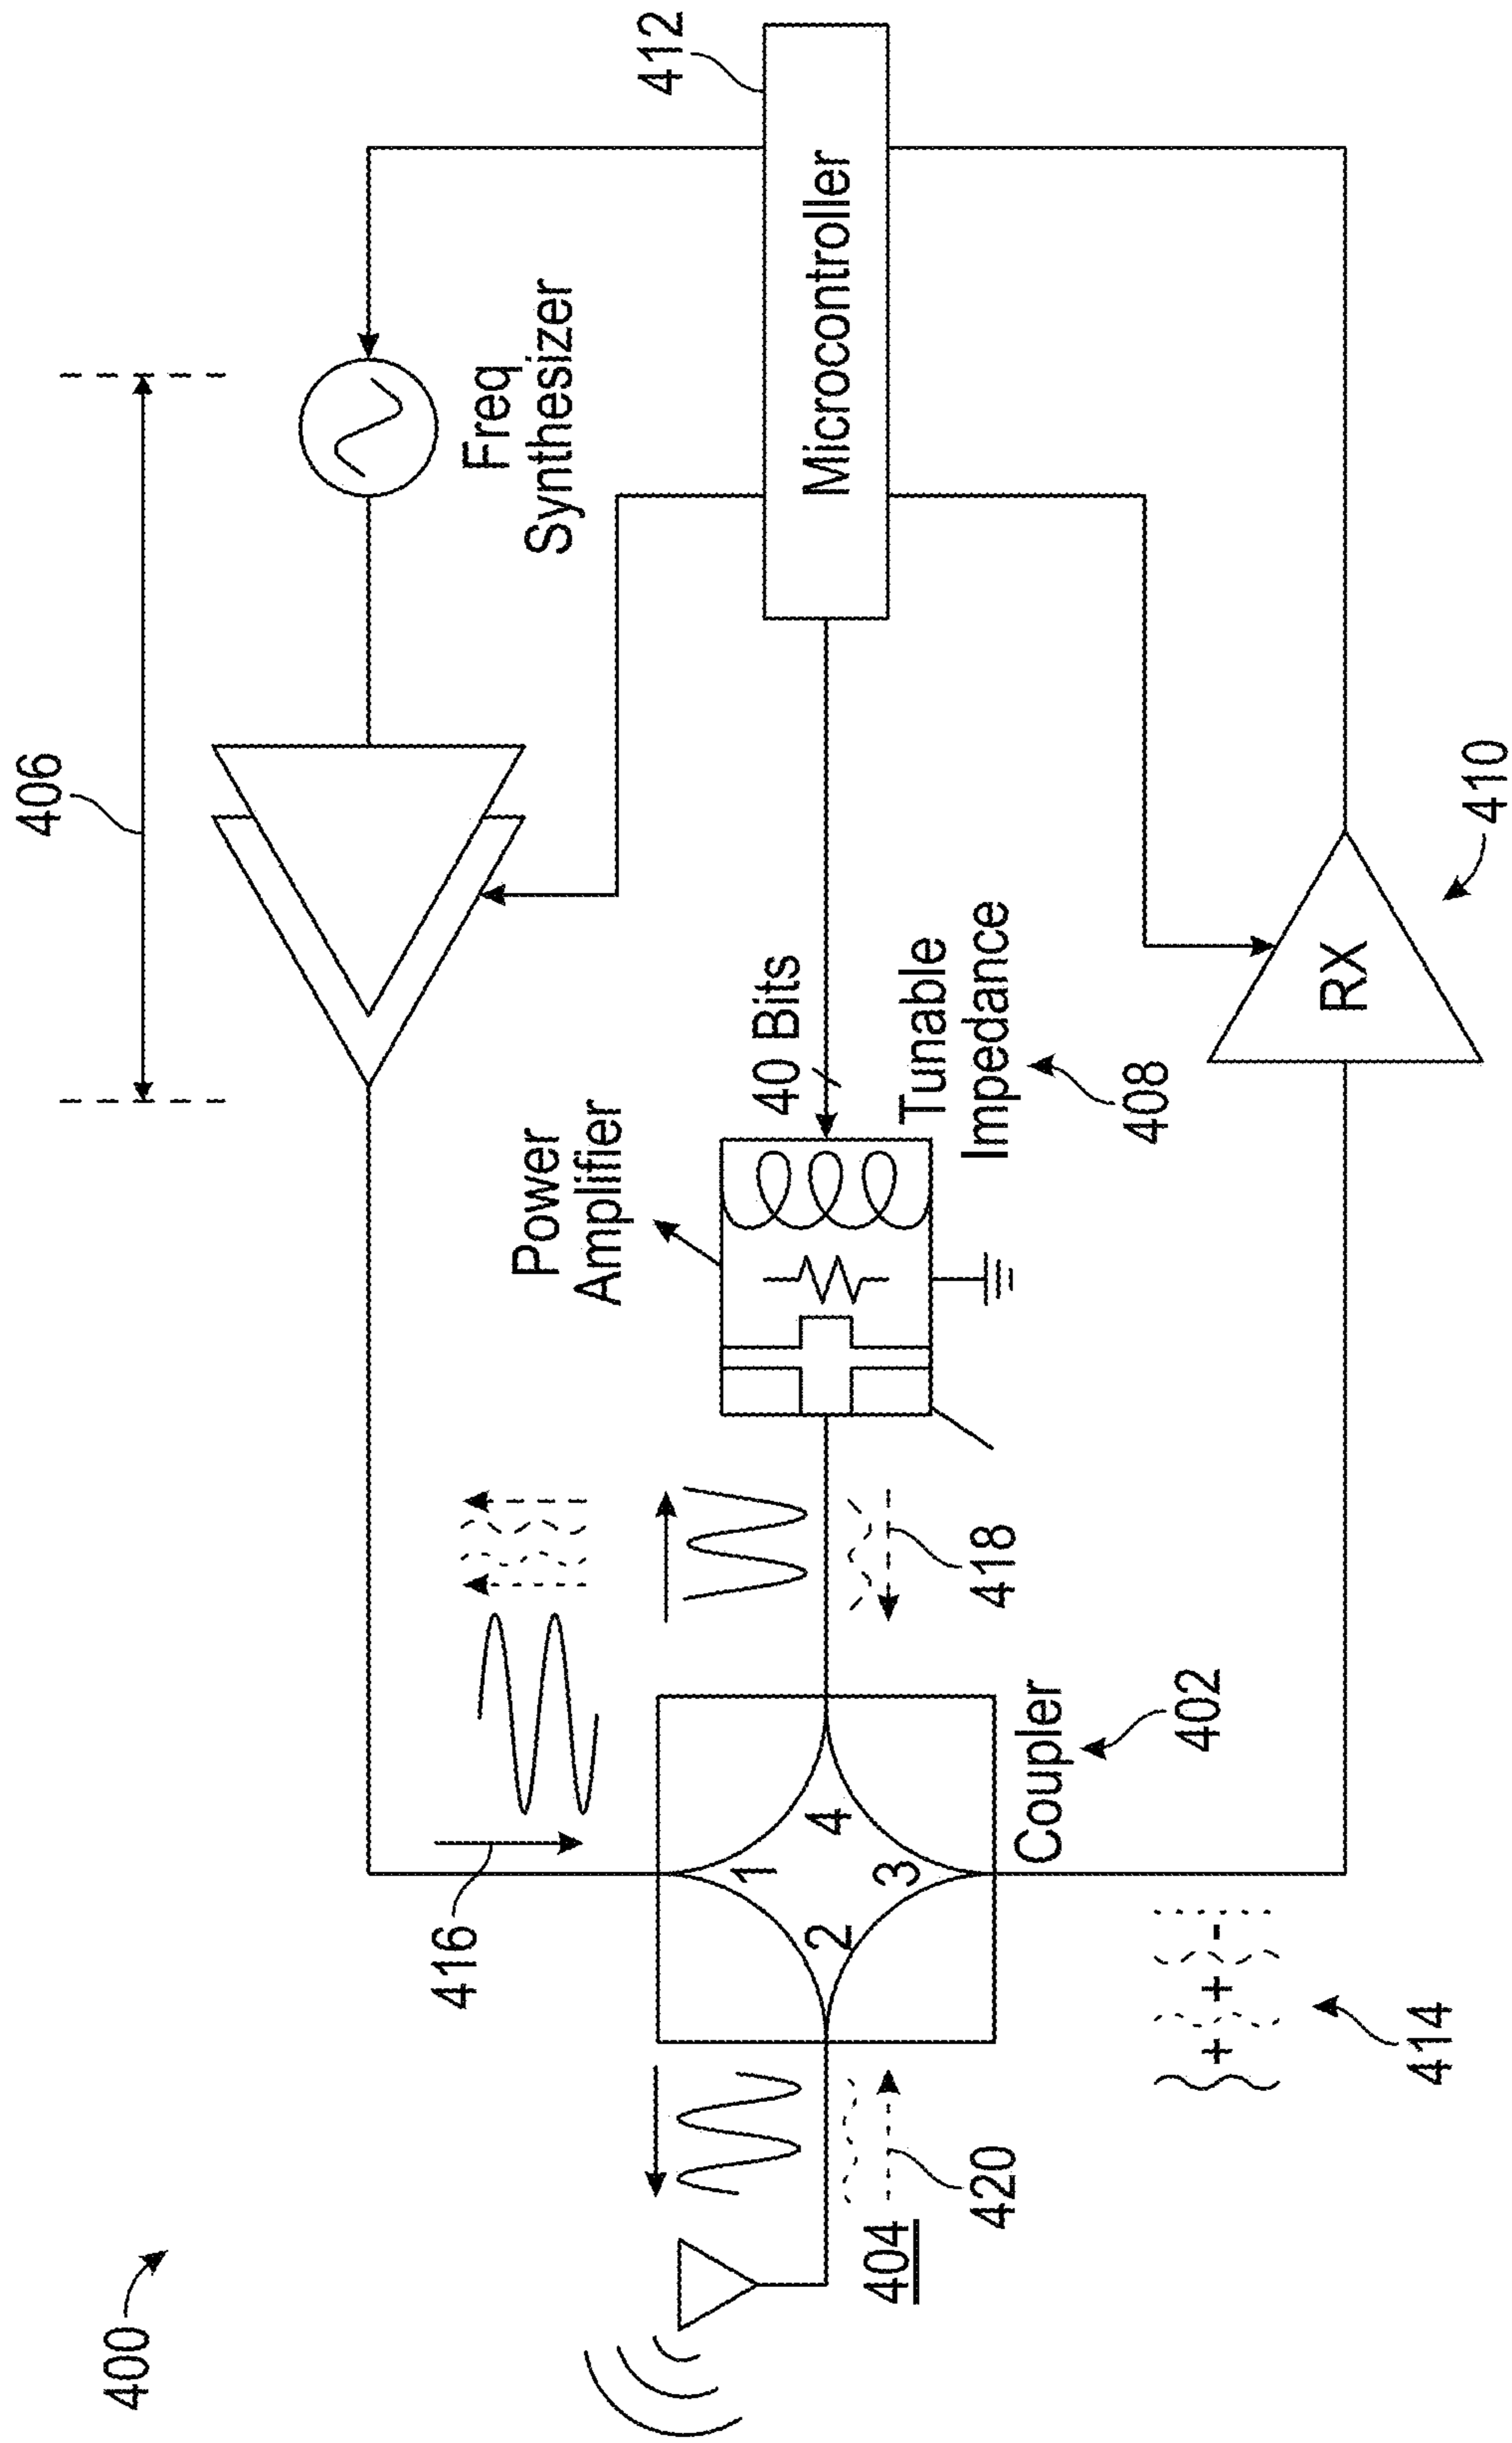 400
406
416
Freq
Synthesizer
412
Microcontroller
Power
Amplifier
40 Bits
Tunable
Impedance
408
418
1
2
3
4
Coupler
402
404
420
+ + -
414
RX
410